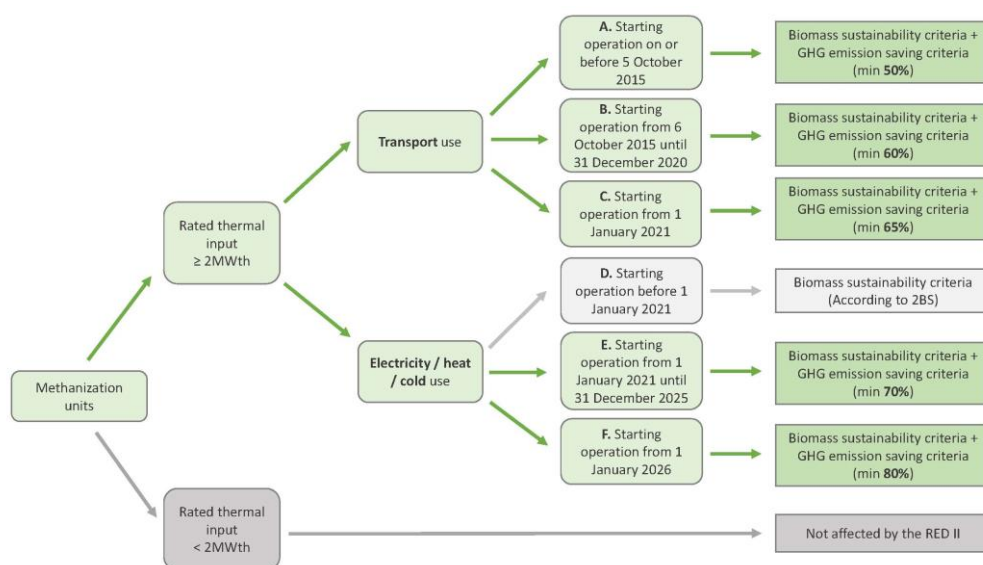 Methanization
units
Rated thermal
input
≥ 2MWth
Rated thermal
input
< 2MWth
Transport use
Electricity / heat
/ cold use
A. Starting
operation on or
before 5 October
2015
B. Starting
operation from 6
October 2015 until
31 December 2020
C. Starting
operation from 1
January 2021
D. Starting
operation before 1
January 2021
E. Starting
operation from 1
January 2021 until
31 December 2025
F. Starting
operation from 1
January 2026
Biomass sustainability criteria +
GHG emission saving criteria
(min 50%)
Biomass sustainability criteria +
GHG emission saving criteria
(min 60%)
Biomass sustainability criteria +
GHG emission saving criteria
(min 65%)
Biomass sustainability criteria
(According to 2BS)
Biomass sustainability criteria +
GHG emission saving criteria
(min 70%)
Biomass sustainability criteria +
GHG emission saving criteria
(min 80%)
Not affected by the RED II